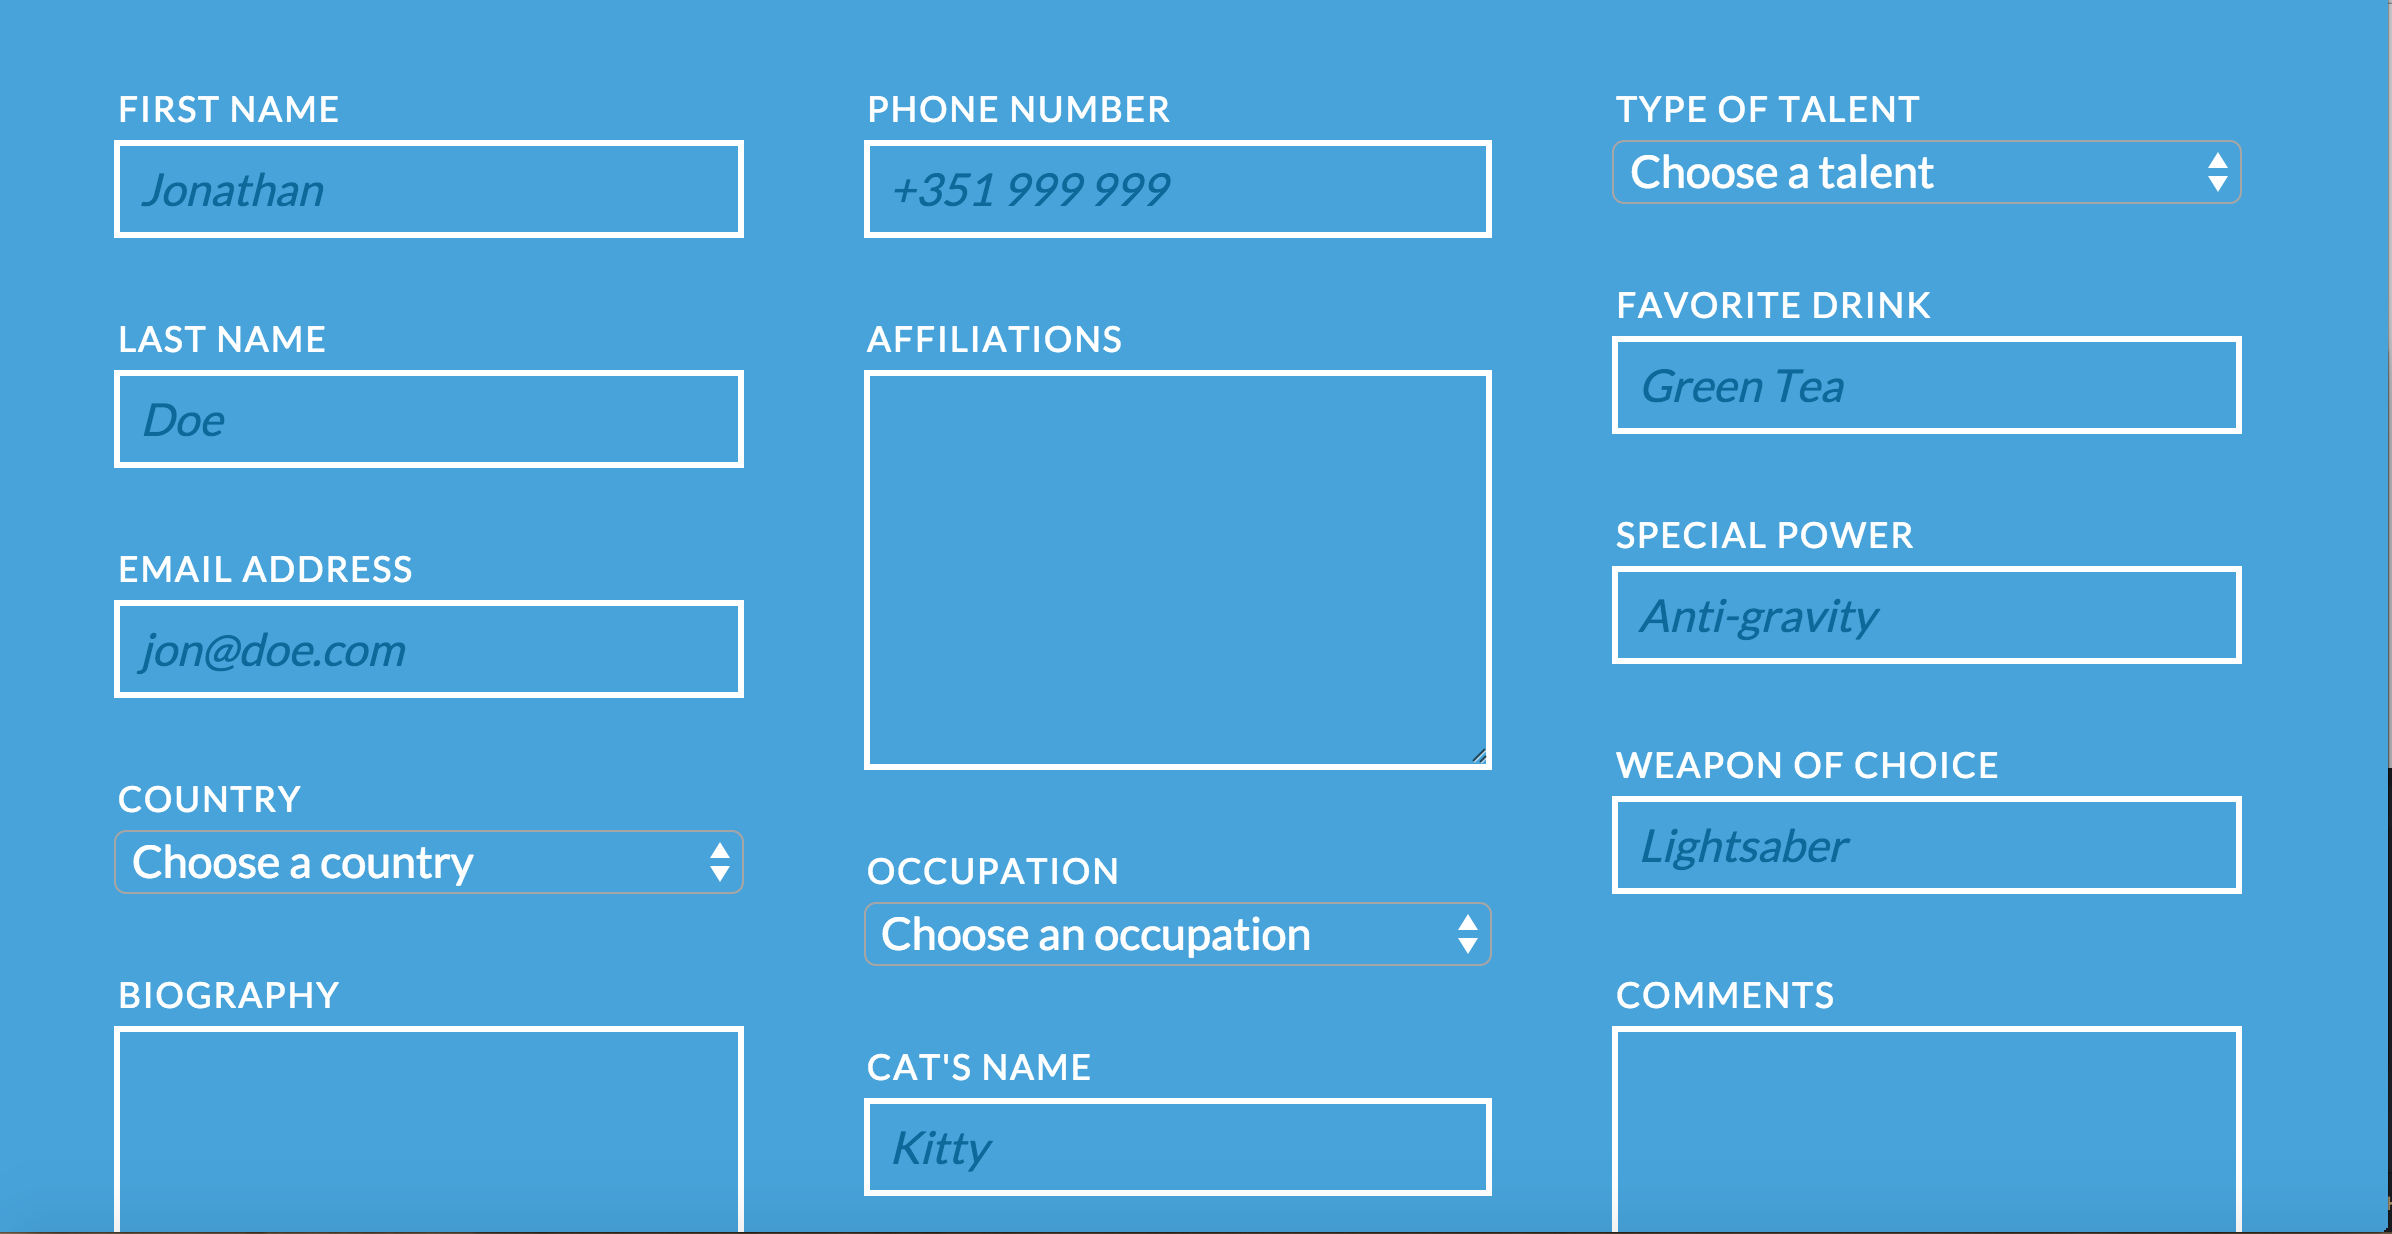 FIRST NAME
Jonathan
LAST NAME
Doe
EMAIL ADDRESS
jon@doe.com
COUNTRY
Choose a country
BIOGRAPHY
PHONE NUMBER
+351 999 999
AFFILIATIONS
OCCUPATION
Choose an occupation
CAT'S NAME
Kitty
TYPE OF TALENT
Choose a talent
FAVORITE DRINK
Green Tea
SPECIAL POWER
Anti-gravity
WEAPON OF CHOICE
Lightsaber
COMMENTS